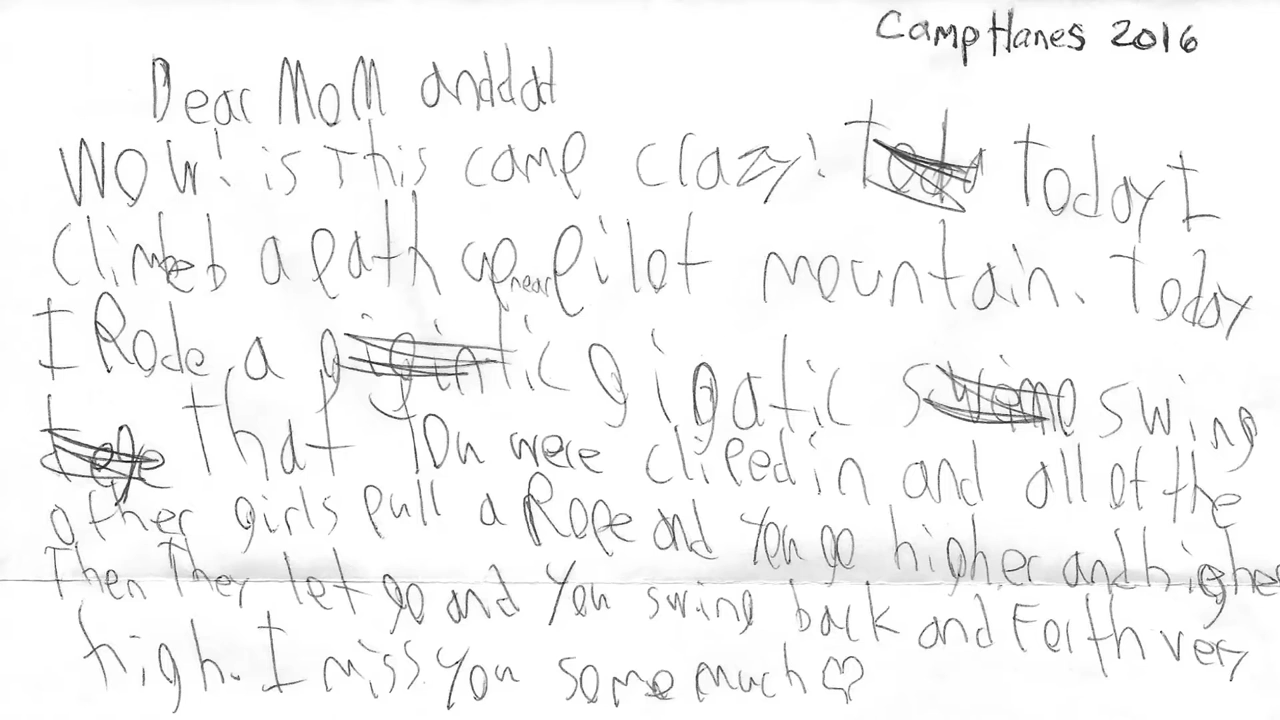 Camp Hanes 2016
Dear MoM anddad
WOW! is This camp crazy! today I
climbed a path up near pilot mountain. Today
I Rode a gigatic swing
that You were cliped in and all of the
other girls pull a Rope and You go higher and higher
Then They let go and You swing back and Forth very
high. I miss You some much ♡